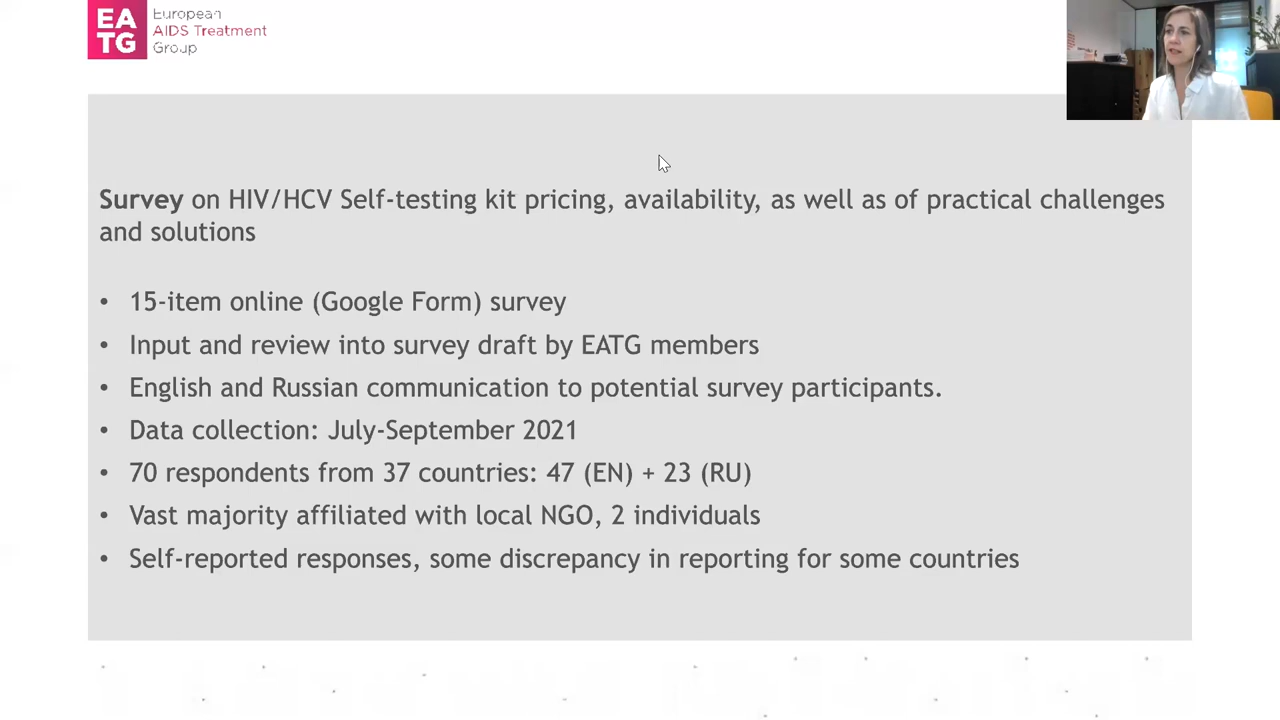 EA
TG
European
AIDS Treatment
Group
Survey on HIV/HCV Self-testing kit pricing, availability, as well as of practical challenges
and solutions
• 15-item online (Google Form) survey
• Input and review into survey draft by EATG members
• English and Russian communication to potential survey participants.
• Data collection: July-September 2021
• 70 respondents from 37 countries: 47 (EN) + 23 (RU)
• Vast majority affiliated with local NGO, 2 individuals
• Self-reported responses, some discrepancy in reporting for some countries